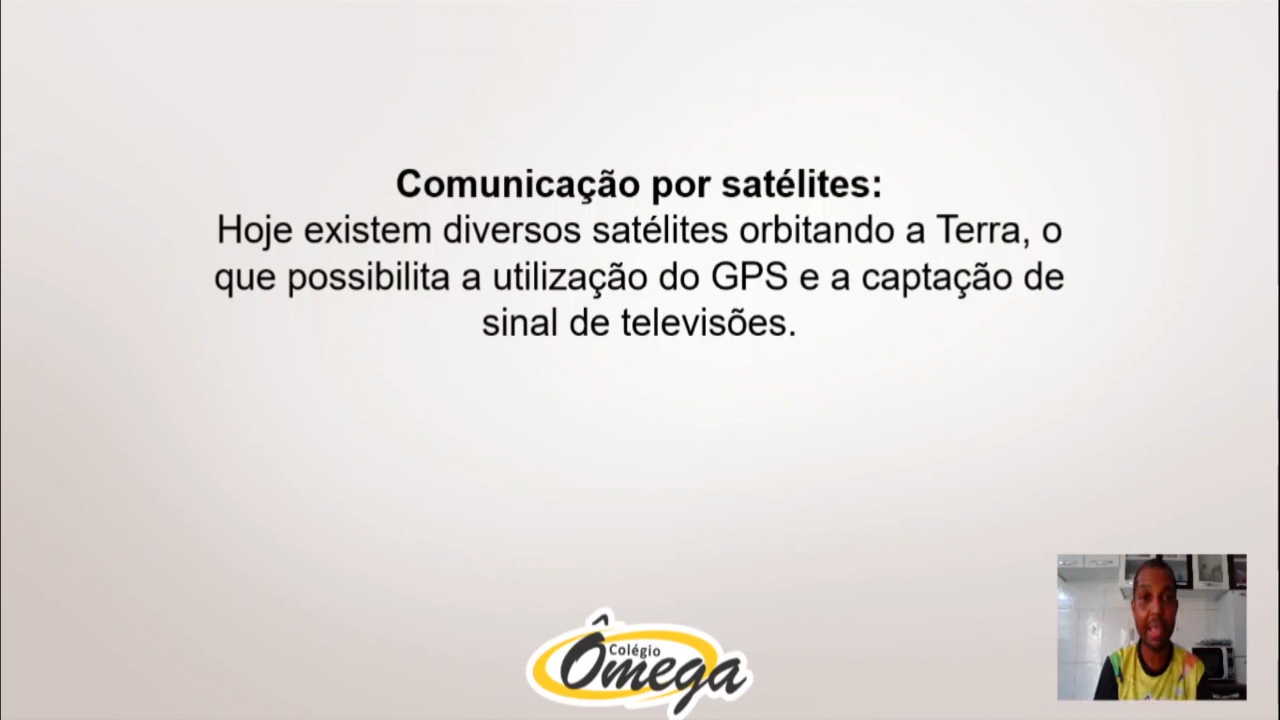 Comunicação por satélites:
Hoje existem diversos satélites orbitando a Terra, o
que possibilita a utilização do GPS e a captação de
sinal de televisões.
Colégio
Ômega